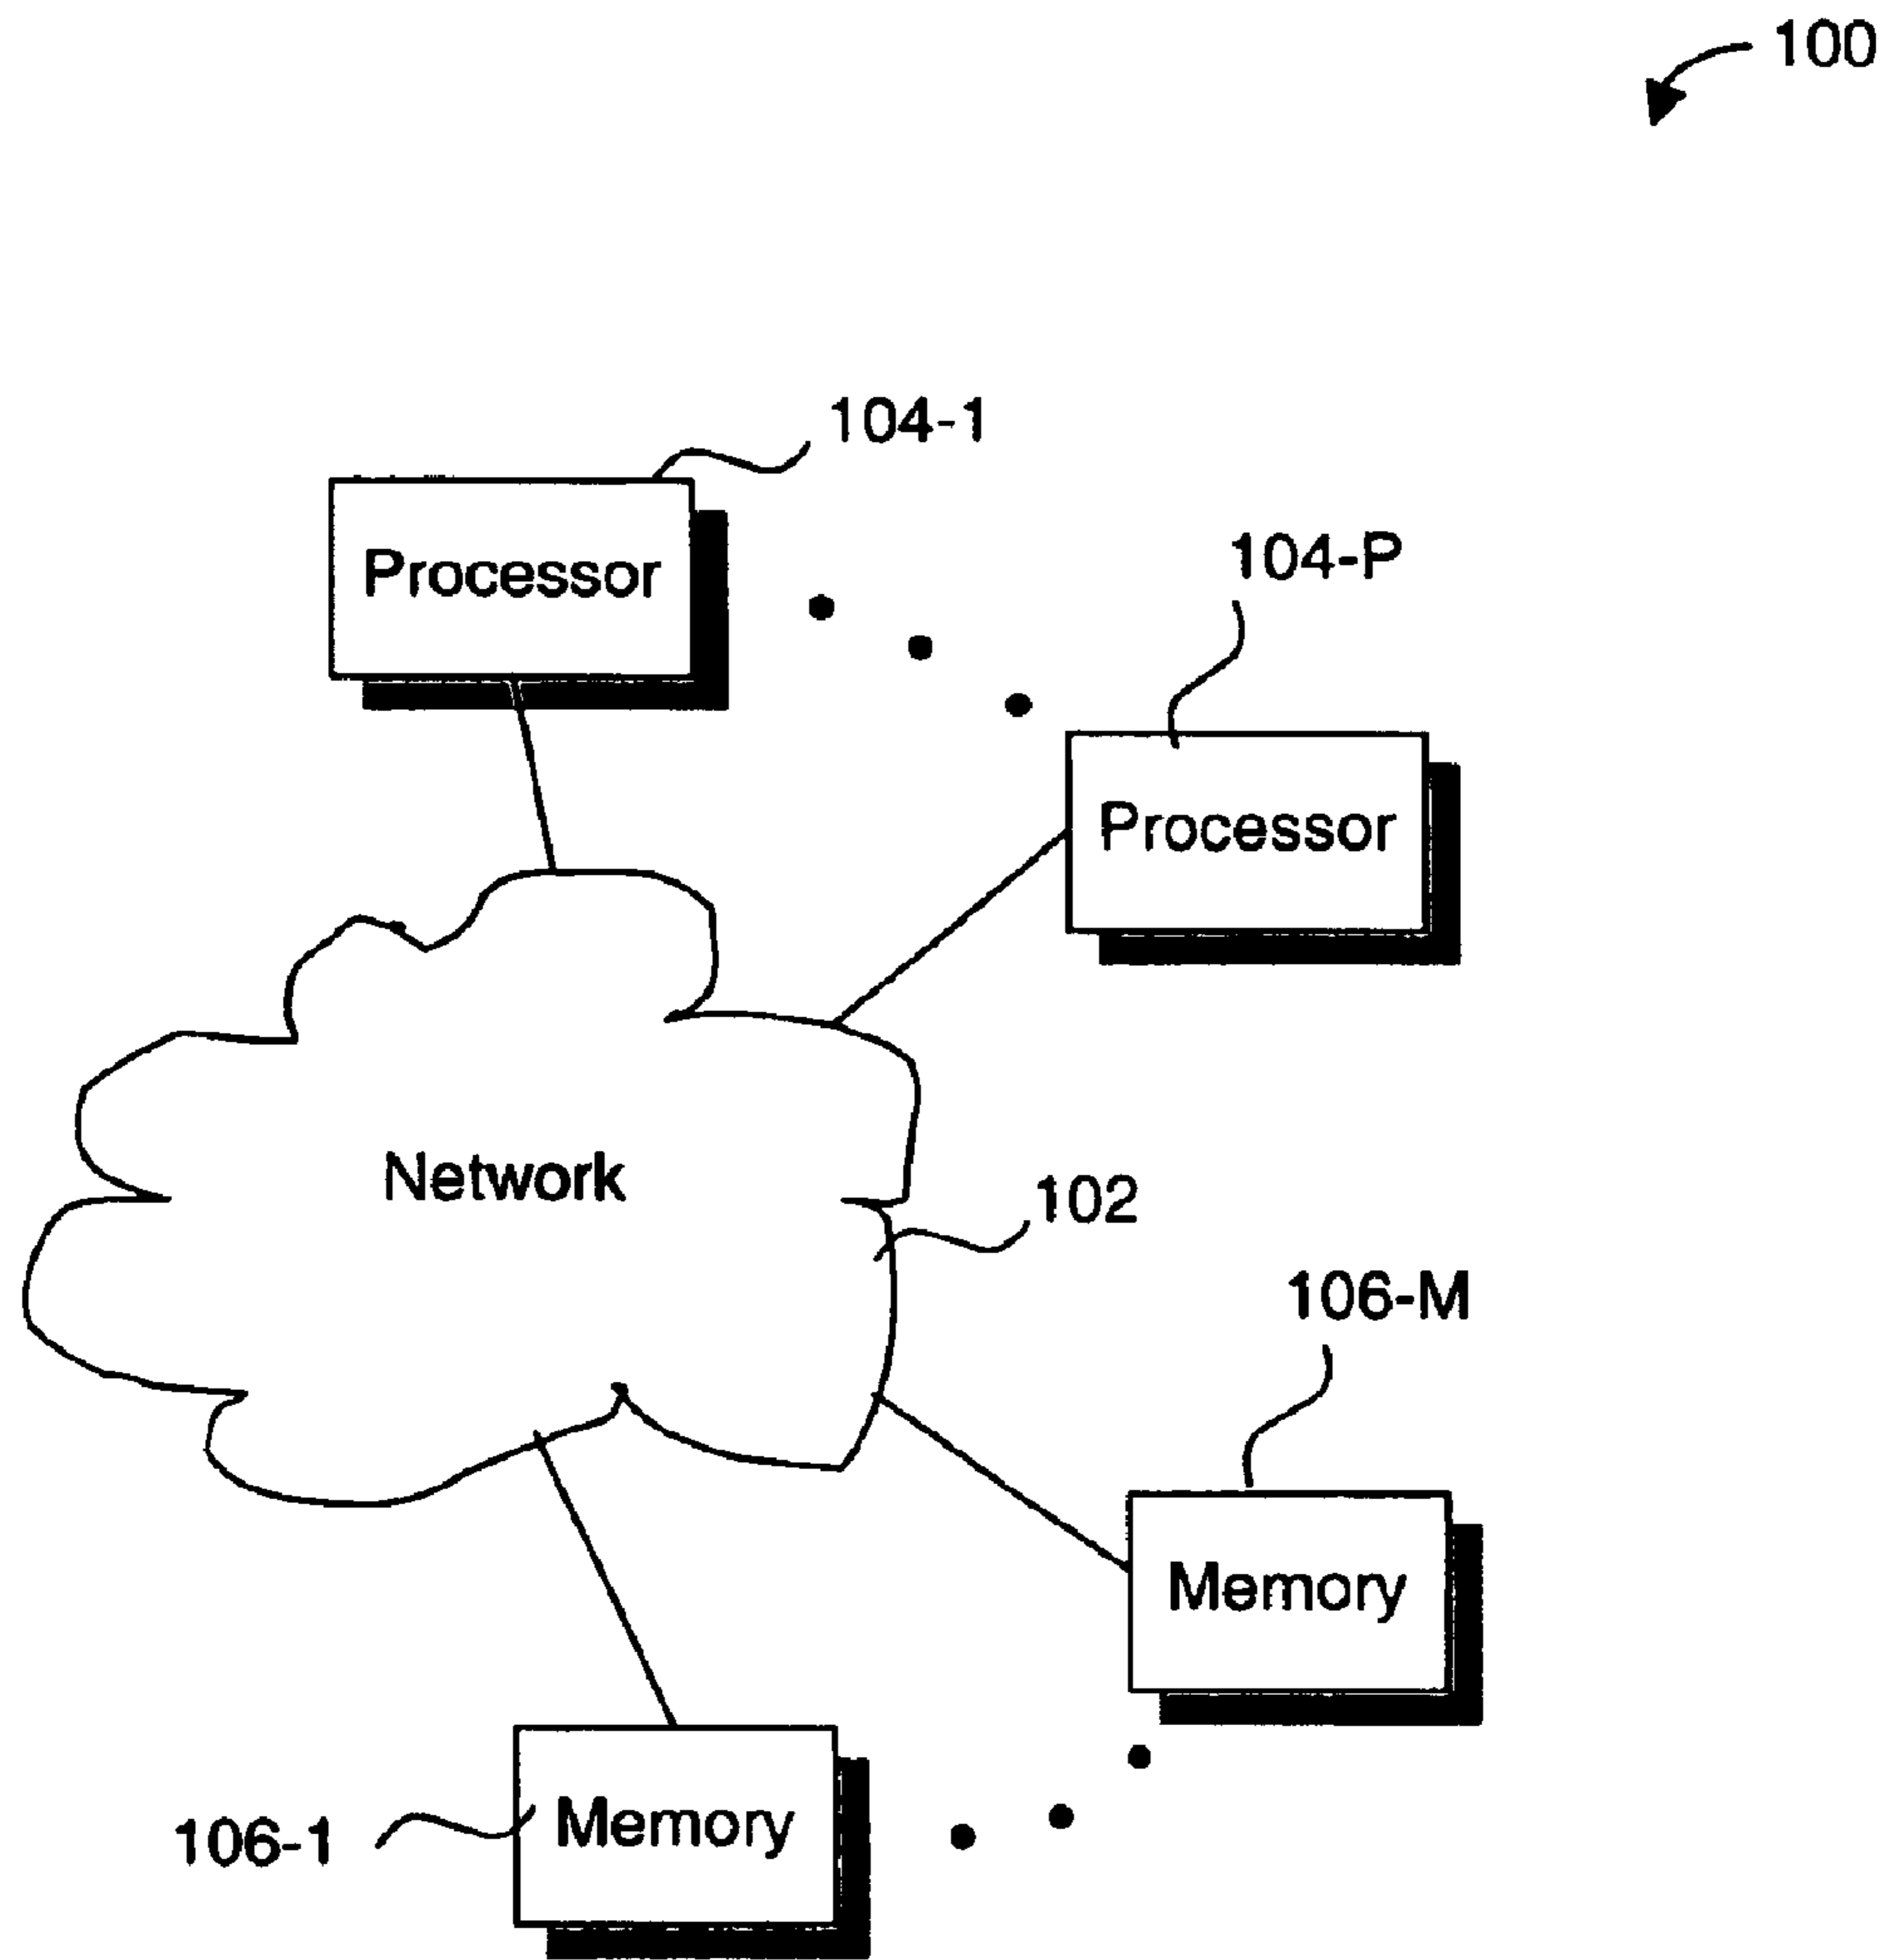 100
104-1
Processor
104-P
Processor
Network
102
106-M
Memory
106-1
Memory